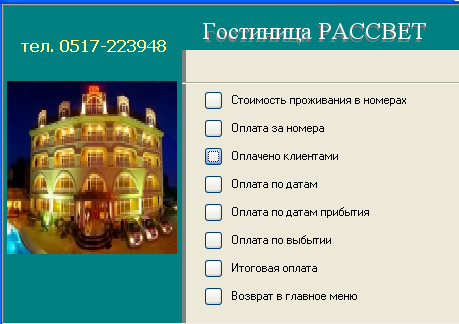 тел. 0517-223948
Гостиница РАССВЕТ
Стоимость проживания в номерах
Оплата за номера
Оплачено клиентами
Оплата по датам
Оплата по датам прибытия
Оплата по выбытии
Итоговая оплата
Возврат в главное меню